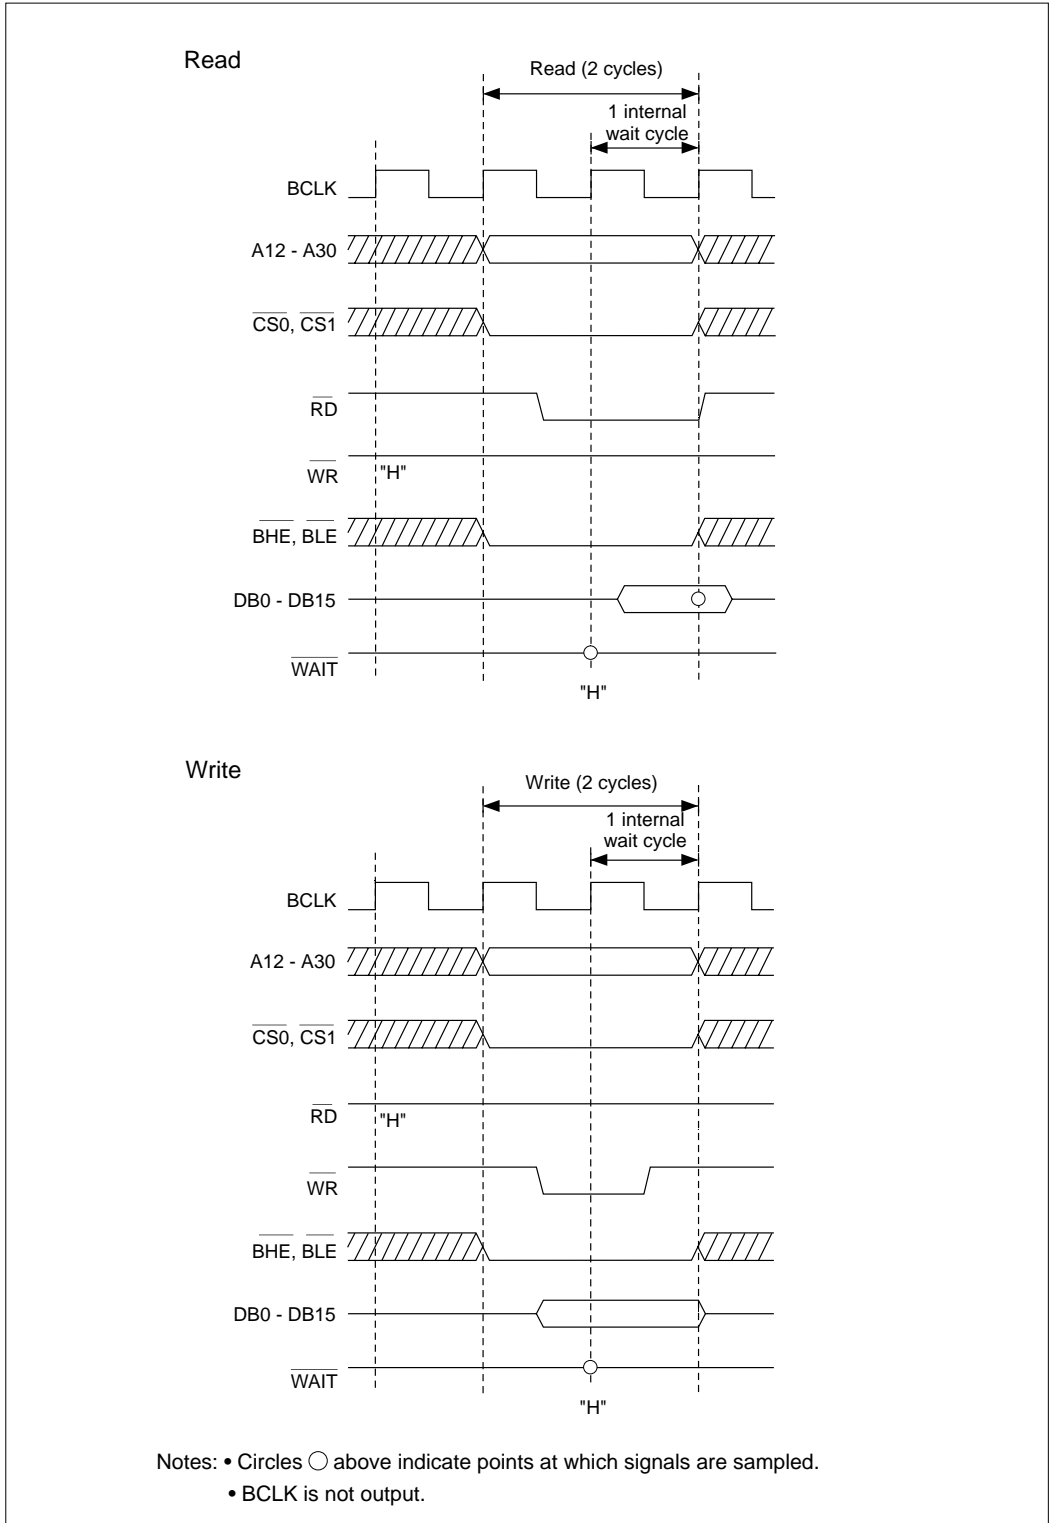 Read
Read (2 cycles)
1 internal
wait cycle
BCLK
A12 - A30
CS0, CS1
RD
WR
"H"
BHE, BLE
DB0 - DB15
WAIT
"H"
Write
Write (2 cycles)
1 internal
wait cycle
BCLK
A12 - A30
CS0, CS1
RD
"H"
WR
BHE, BLE
DB0 - DB15
WAIT
"H"
Notes: • Circles ○ above indicate points at which signals are sampled.
• BCLK is not output.